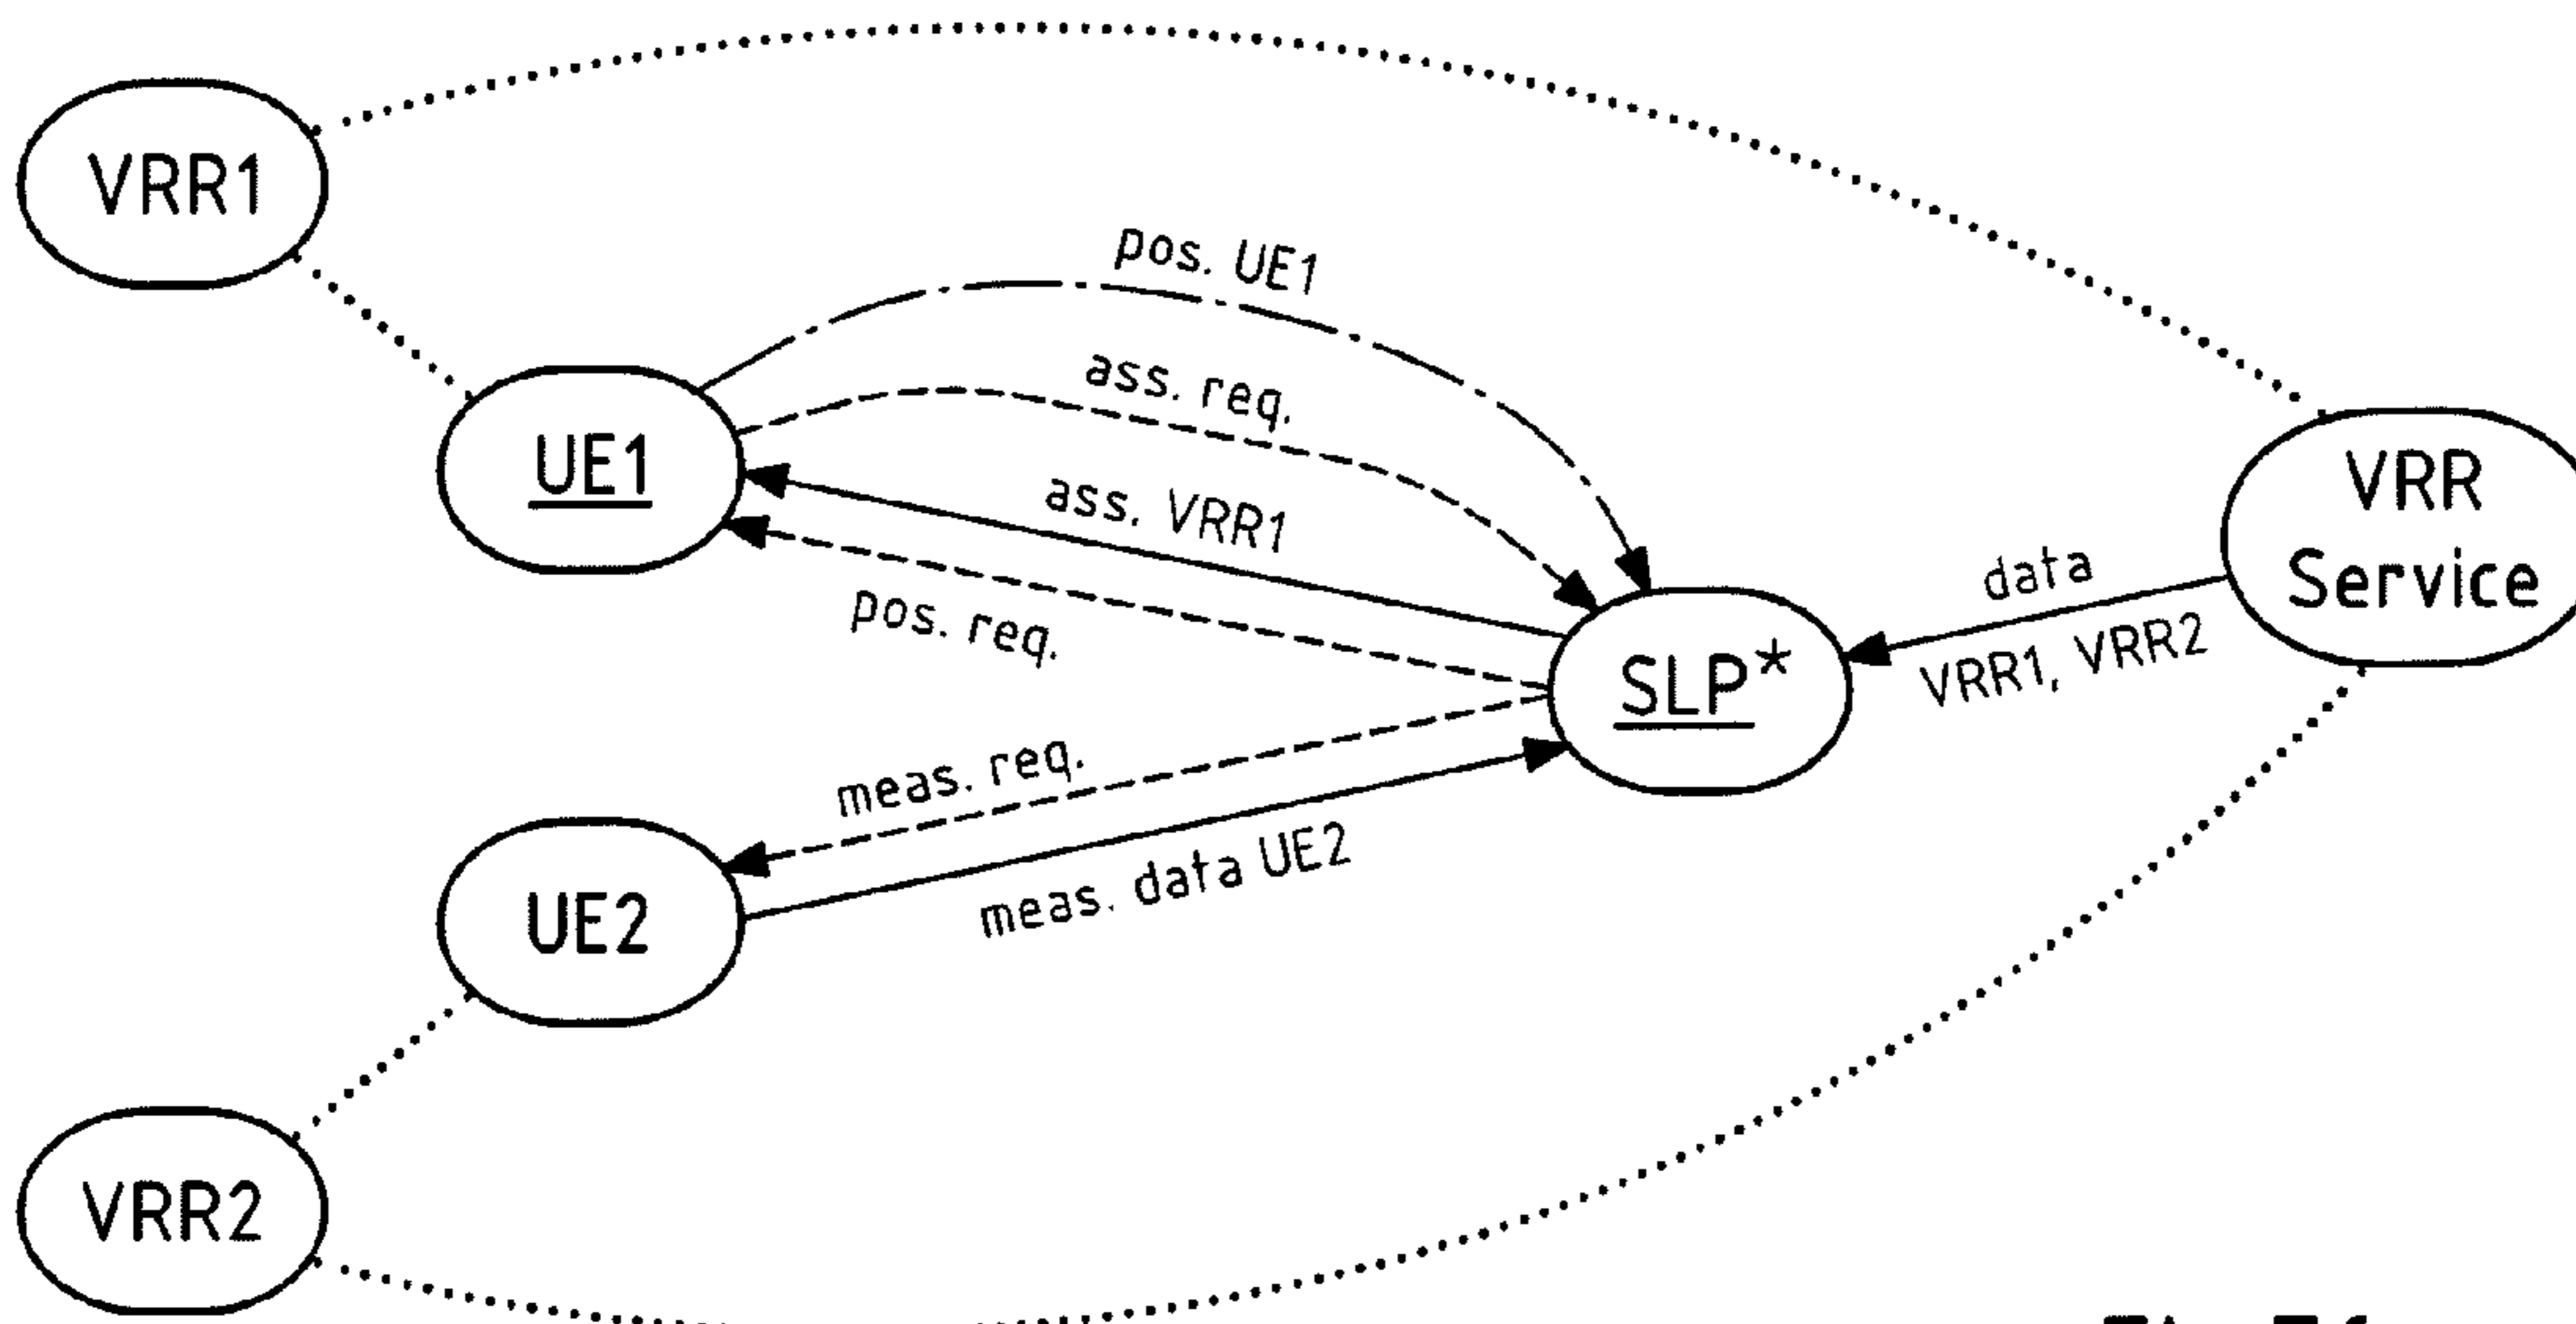 VRR1
pos. UE1
ass. req.
UE1
ass. VRR1
pos. req.
VRR
Service
data
VRR1, VRR2
SLP*
meas. req.
meas. data UE2
UE2
VRR2